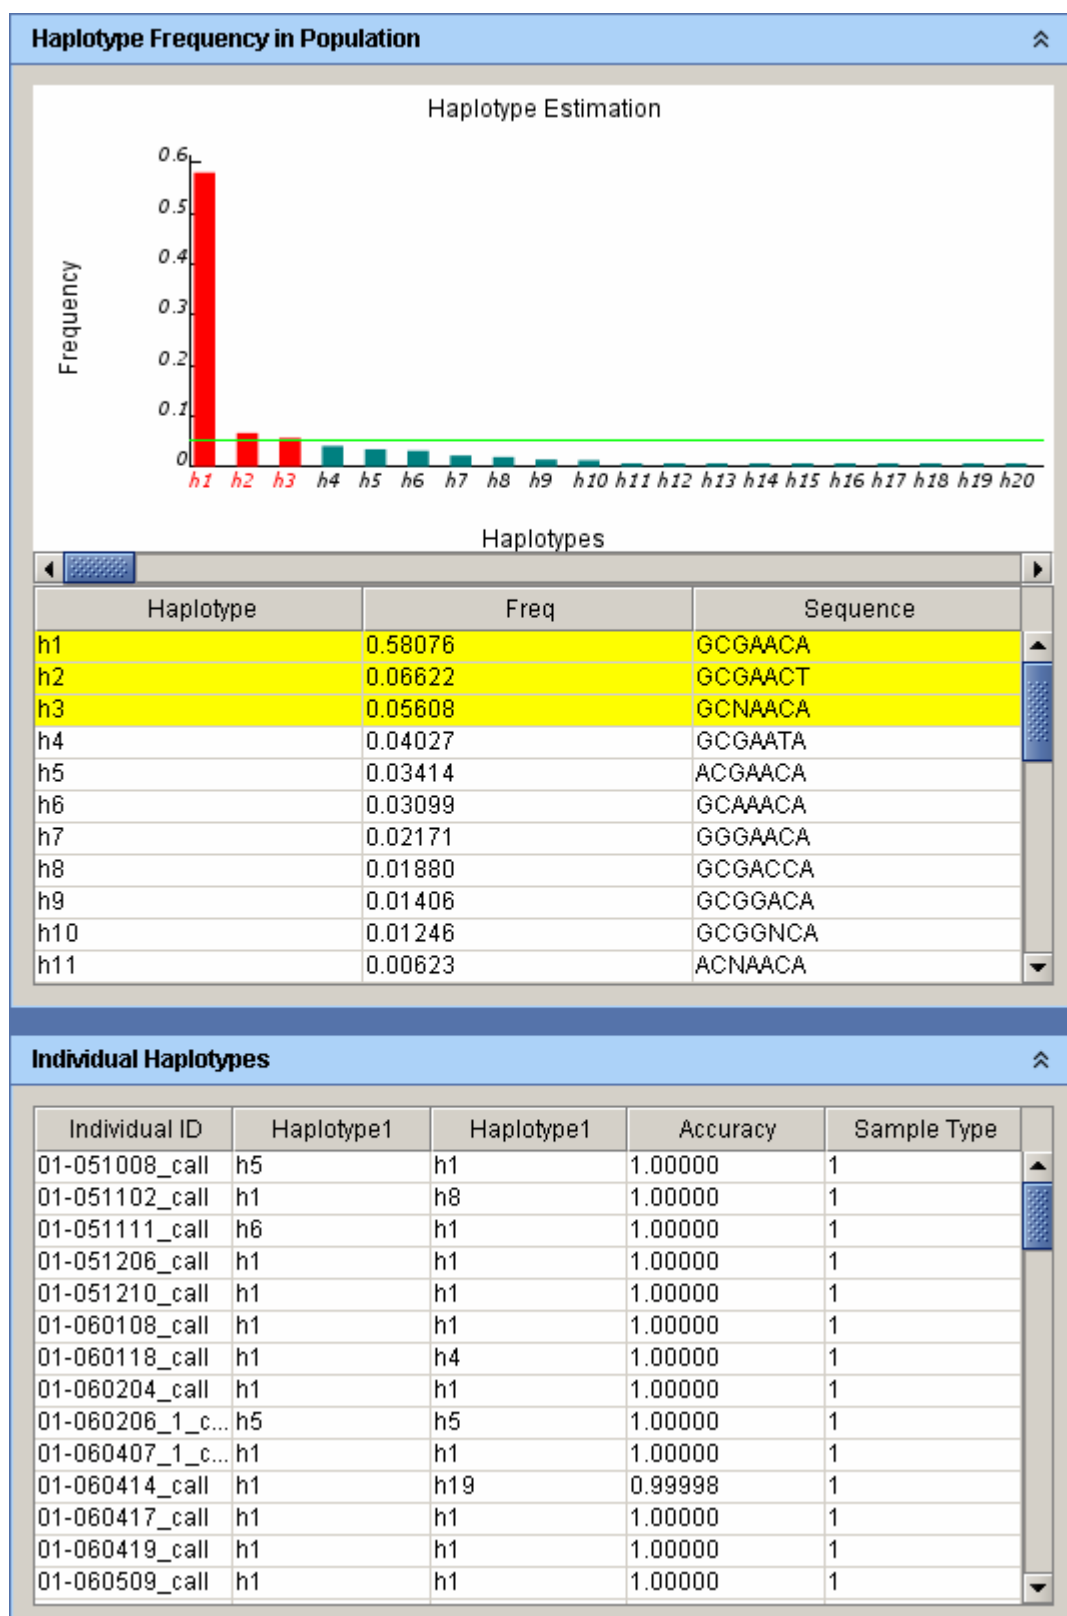 Haplotype Frequency in Population
Haplotype Estimation
0.6
0.5
0.4
0.3
0.2
0.1
0
Frequency
h1 h2 h3 h4 h5 h6 h7 h8 h9 h10 h11 h12 h13 h14 h15 h16 h17 h18 h19 h20
Haplotypes
Haplotype Freq Sequence
h1 0.58076 GCGAACA
h2 0.06622 GCGAACT
h3 0.05608 GCNAACA
h4 0.04027 GCGAATA
h5 0.03414 ACGAACA
h6 0.03099 GCAAACA
h7 0.02171 GGGAACA
h8 0.01880 GCGACCA
h9 0.01406 GCGGACA
h10 0.01246 GCGGNCA
h11 0.00623 ACNAACA
Individual Haplotypes
Individual ID Haplotype1 Haplotype1 Accuracy Sample Type
01-051008_call h5 h1 1.00000 1
01-051102_call h1 h8 1.00000 1
01-051111_call h6 h1 1.00000 1
01-051206_call h1 h1 1.00000 1
01-051210_call h1 h1 1.00000 1
01-060108_call h1 h1 1.00000 1
01-060118_call h1 h4 1.00000 1
01-060204_call h1 h1 1.00000 1
01-060206_1_c... h5 h5 1.00000 1
01-060407_1_c... h1 h1 1.00000 1
01-060414_call h1 h19 0.99998 1
01-060417_call h1 h1 1.00000 1
01-060419_call h1 h1 1.00000 1
01-060509_call h1 h1 1.00000 1